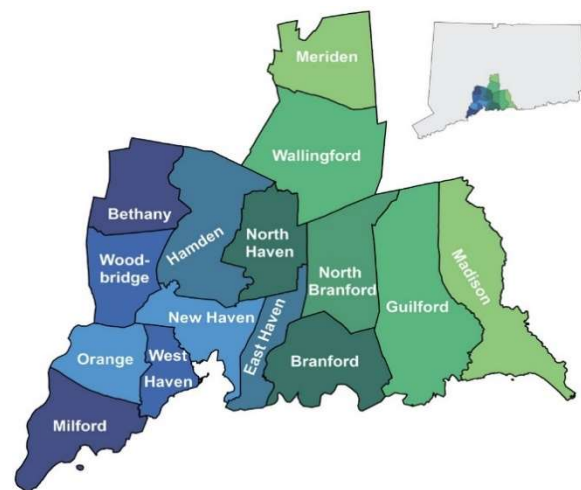 Meriden
Wallingford
Bethany
Hamden
North
Haven
Wood-
bridge
North
Branford
Madison
Guilford
New Haven
East Haven
Orange
West
Haven
Branford
Milford